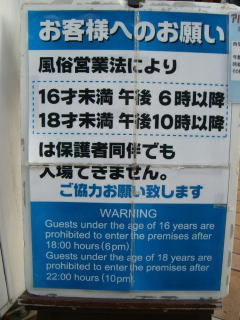 お客様へのお願い
風俗営業法により
16才未満 午後 6時以降
18才未満 午後10時以降
は保護者同伴でも
入場できません。
ご協力お願い致します
WARNING
Guests under the age of 16 years are
prohibited to enter the premises after
18:00 hours (6pm).
Guests under the age of 18 years are
prohibited to enter the premises after
22:00 hours (10pm).